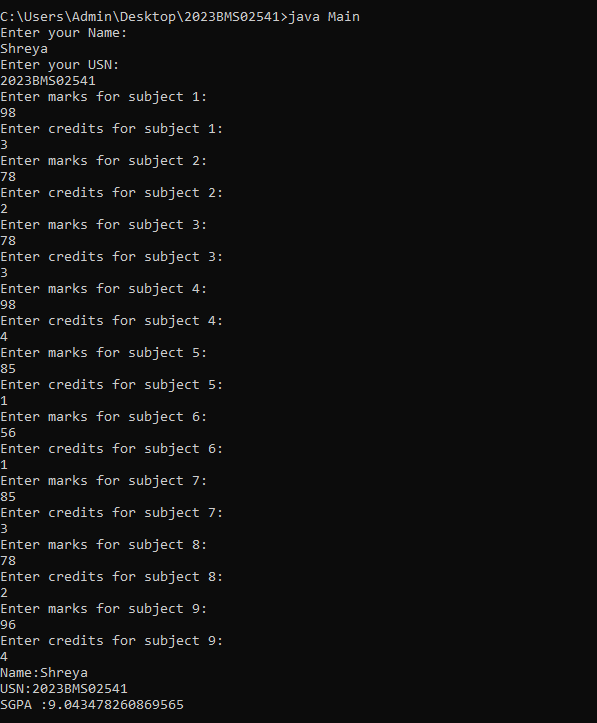 C:\Users\Admin\Desktop\2023BMS02541>java Main
Enter your Name:
Shreya
Enter your USN:
2023BMS02541
Enter marks for subject 1:
98
Enter credits for subject 1:
3
Enter marks for subject 2:
78
Enter credits for subject 2:
2
Enter marks for subject 3:
78
Enter credits for subject 3:
3
Enter marks for subject 4:
98
Enter credits for subject 4:
4
Enter marks for subject 5:
85
Enter credits for subject 5:
1
Enter marks for subject 6:
56
Enter credits for subject 6:
1
Enter marks for subject 7:
85
Enter credits for subject 7:
3
Enter marks for subject 8:
78
Enter credits for subject 8:
2
Enter marks for subject 9:
96
Enter credits for subject 9:
4
Name:Shreya
USN:2023BMS02541
SGPA :9.043478260869565